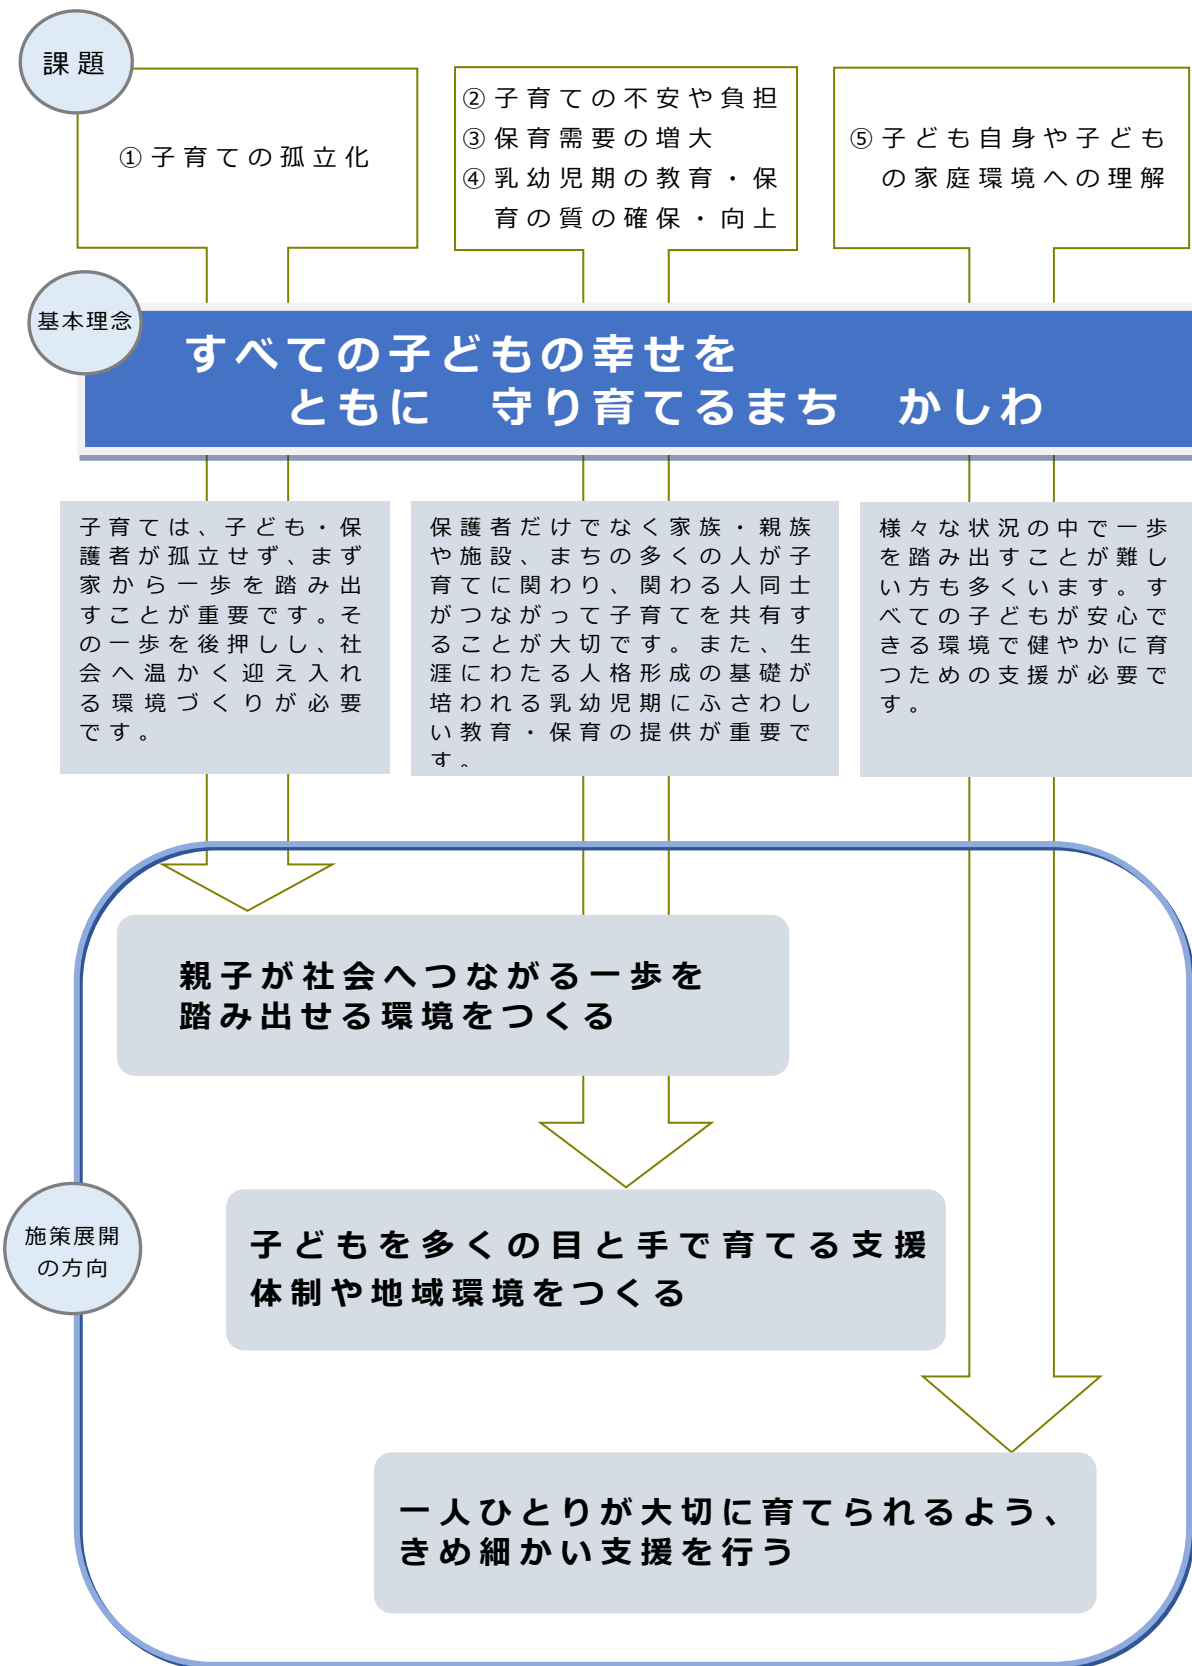 課題
①子育ての孤立化
②子育ての不安や負担
③保育需要の増大
④乳幼児期の教育・保
育の質の確保・向上
⑤子ども自身や子ども
の家庭環境への理解
基本理念
すべての子どもの幸せを
ともに　守り育てるまち　かしわ
子育ては、子ども・保
護者が孤立せず、まず
家から一歩を踏み出
すことが重要です。そ
の一歩を後押しし、社
会へ温かく迎え入れ
る環境づくりが必要
です。
保護者だけでなく家族・親族
や施設、まちの多くの人が子
育てに関わり、関わる人同士
がつながって子育てを共有す
ることが大切です。また、生
涯にわたる人格形成の基礎が
培われる乳幼児期にふさわし
い教育・保育の提供が重要で
す。
様々な状況の中で一歩
を踏み出すことが難し
い方も多くいます。す
べての子どもが安心で
きる環境で健やかに育
つための支援が必要で
す。
親子が社会へつながる一歩を
踏み出せる環境をつくる
子どもを多くの目と手で育てる支援
体制や地域環境をつくる
施策展開
の方向
一人ひとりが大切に育てられるよう、
きめ細かい支援を行う